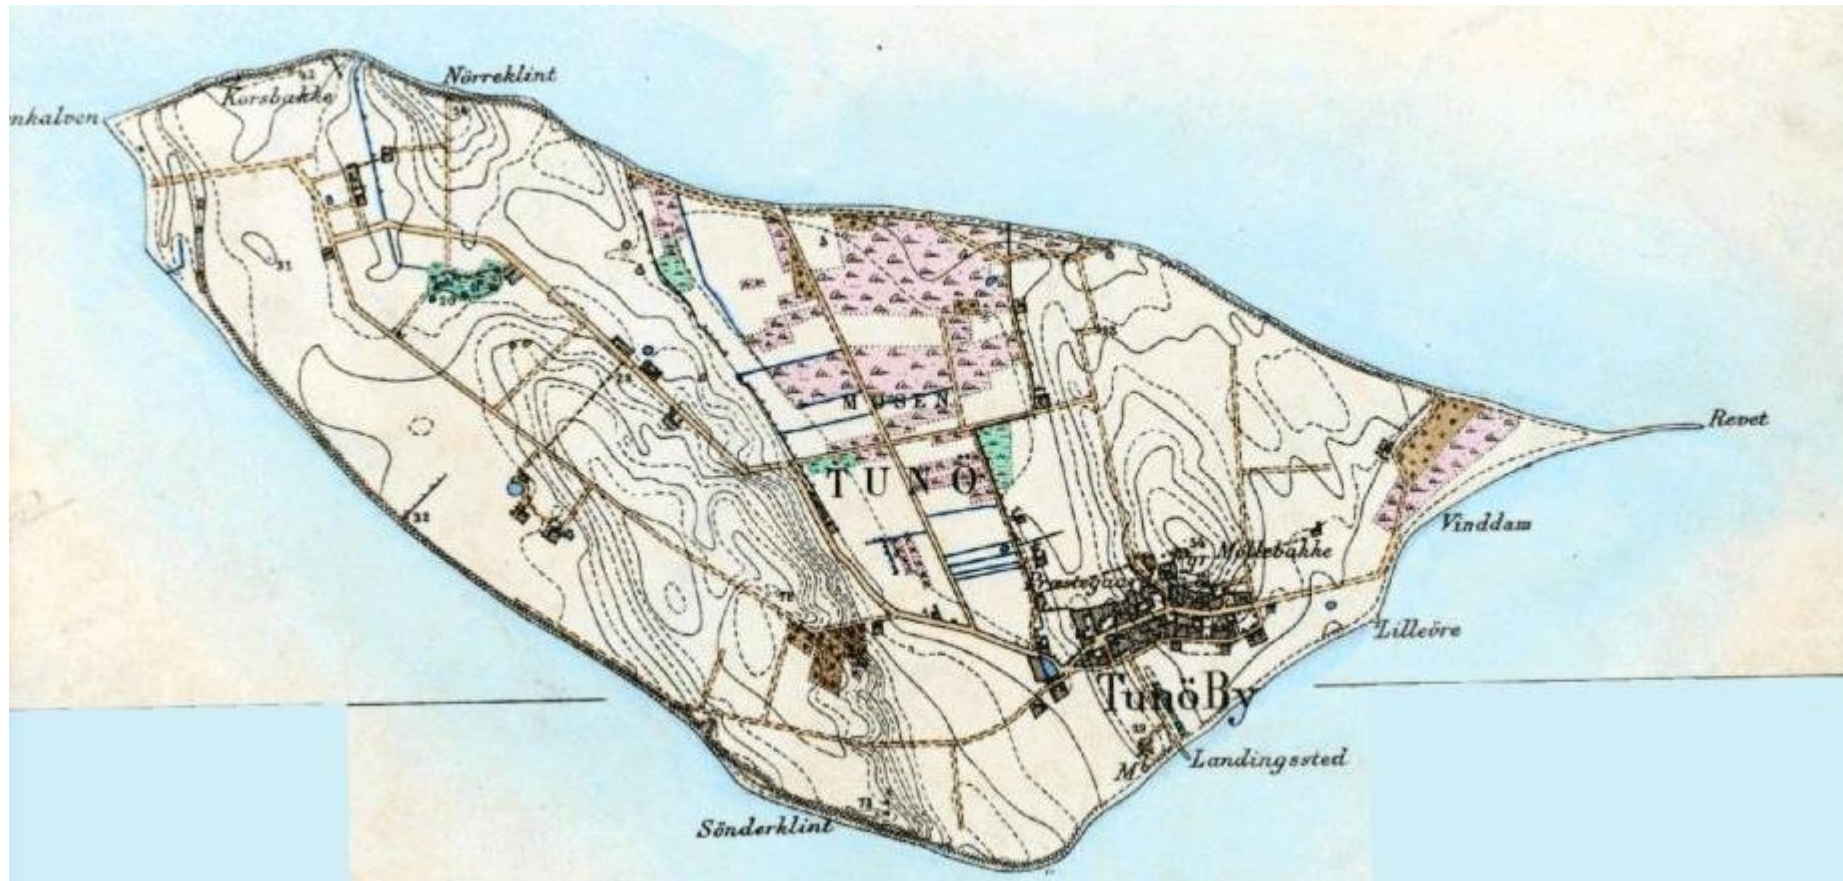 Nörreklint
Korsbakke
nkalven
MOSEN
Revet
TUNÖ
Vinddam
Möllebakke
Lilleöre
TunöBy
Landingssted
M.
Sönderklint